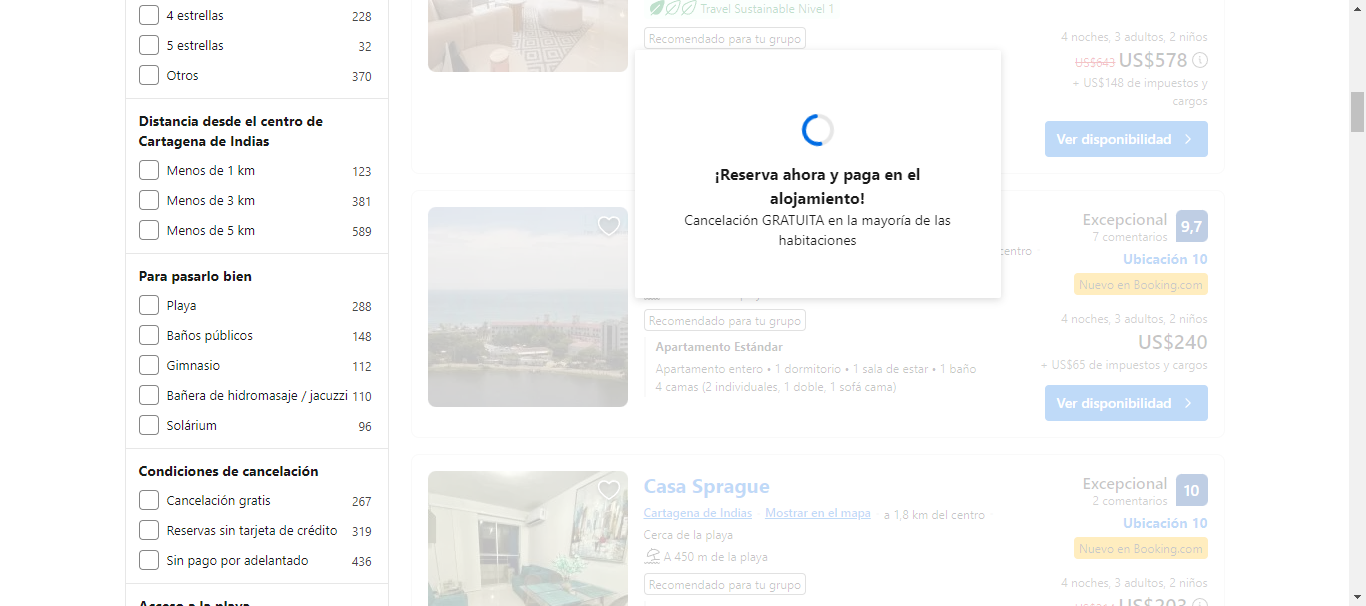 4 estrellas 228
5 estrellas 32
Otros 370
Distancia desde el centro de
Cartagena de Indias
Menos de 1 km 123
Menos de 3 km 381
Menos de 5 km 589
Para pasarlo bien
Playa 288
Baños públicos 148
Gimnasio 112
Bañera de hidromasaje / jacuzzi 110
Solárium 96
Condiciones de cancelación
Cancelación gratis 267
Reservas sin tarjeta de crédito 319
Sin pago por adelantado 436
Acceso a la playa
Travel Sustainable Nivel 1
Recomendado para tu grupo
4 noches, 3 adultos, 2 niños
US$643 US$578
+ US$148 de impuestos y
cargos
Ver disponibilidad
¡Reserva ahora y paga en el
alojamiento!
Cancelación GRATUITA en la mayoría de las
habitaciones
centro
Recomendado para tu grupo
Apartamento Estándar
Apartamento entero • 1 dormitorio • 1 sala de estar • 1 baño
4 camas (2 individuales, 1 doble, 1 sofá cama)
Excepcional 9,7
7 comentarios
Ubicación 10
Nuevo en Booking.com
4 noches, 3 adultos, 2 niños
US$240
+ US$65 de impuestos y cargos
Ver disponibilidad
Casa Sprague
Cartagena de Indias Mostrar en el mapa a 1,8 km del centro
Cerca de la playa
A 450 m de la playa
Recomendado para tu grupo
Excepcional 10
2 comentarios
Ubicación 10
Nuevo en Booking.com
4 noches, 3 adultos, 2 niños
US$203